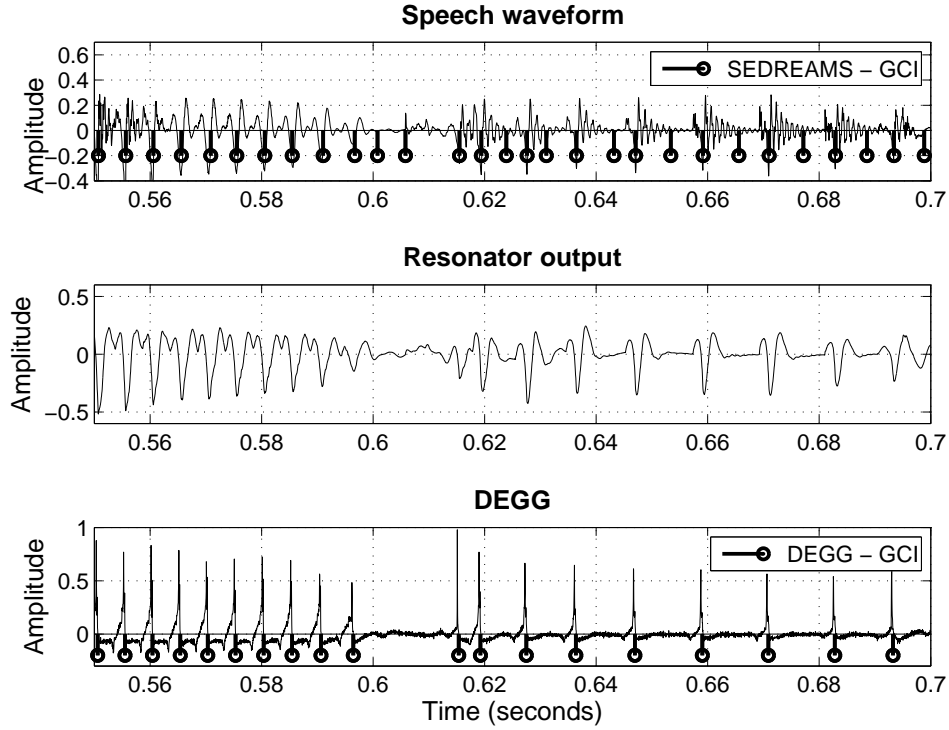 Speech waveform
Amplitude
0.6
0.4
0.2
0
−0.2
−0.4
SEDREAMS − GCI
0.56 0.58 0.6 0.62 0.64 0.66 0.68 0.7
Resonator output
Amplitude
0.5
0
−0.5
0.56 0.58 0.6 0.62 0.64 0.66 0.68 0.7
DEGG
Amplitude
1
0.5
0
DEGG − GCI
0.56 0.58 0.6 0.62 0.64 0.66 0.68 0.7
Time (seconds)